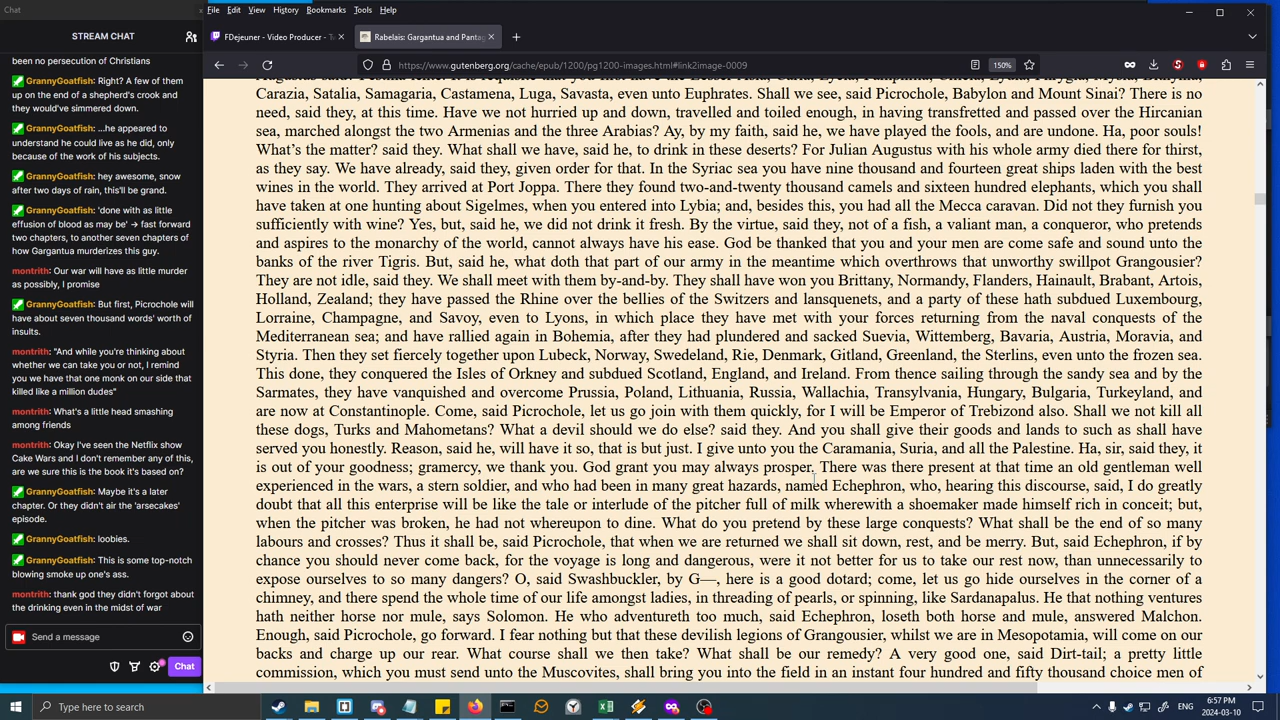 Chat
STREAM CHAT
been no persecution of Christians
GrannyGoatfish: Right? A few of them
up on the end of a shepherd's crook and
they would've simmered down.
GrannyGoatfish: ...he appeared to
understand he could live as he did, only
because of the work of his subjects.
GrannyGoatfish: hey awesome, snow
after two days of rain, this'll be grand.
GrannyGoatfish: 'done with as little
effusion of blood as may be' → fast forward
two chapters, to another seven chapters of
how Gargantua murderizes this guy.
montrith: Our war will have as little murder
as possibly, I promise
GrannyGoatfish: But first, Picrochole will
have about seven thousand words' worth of
insults.
montrith: "And while you're thinking about
whether we can take you or not, I remind
you we have that one monk on our side that
killed like a million dudes"
montrith: What's a little head smashing
among friends
montrith: Okay I've seen the Netflix show
Cake Wars and I don't remember any of
this, are we sure this is the book it's based on?
GrannyGoatfish: Maybe it's a later
chapter. Or they didn't air the 'arsecakes'
episode.
GrannyGoatfish: loobies.
GrannyGoatfish: This is some top-notch
blowing smoke up one's ass.
montrith: thank god they didn't forget about
the drinking even in the midst of war
Send a message
Chat
File Edit View History Bookmarks Tools Help
FDejeuner - Video Producer - Tw
Rabelais: Gargantua and Pantag
https://www.gutenberg.org/cache/epub/1200/pg1200-images.html#link2image-0009
150%
Carazia, Satalia, Samagaria, Castamena, Luga, Savasta, even unto Euphrates. Shall we see, said Picrochole, Babylon and Mount Sinai? There is no
need, said they, at this time. Have we not hurried up and down, travelled and toiled enough, in having transfretted and passed over the Hircanian
sea, marched alongst the two Armenias and the three Arabias? Ay, by my faith, said he, we have played the fools, and are undone. Ha, poor souls!
What's the matter? said they. What shall we have, said he, to drink in these deserts? For Julian Augustus with his whole army died there for thirst,
as they say. We have already, said they, given order for that. In the Syriac sea you have nine thousand and fourteen great ships laden with the best
wines in the world. They arrived at Port Joppa. There they found two-and-twenty thousand camels and sixteen hundred elephants, which you shall
have taken at one hunting about Sigelmes, when you entered into Lybia; and, besides this, you had all the Mecca caravan. Did not they furnish you
sufficiently with wine? Yes, but, said he, we did not drink it fresh. By the virtue, said they, not of a fish, a valiant man, a conqueror, who pretends
and aspires to the monarchy of the world, cannot always have his ease. God be thanked that you and your men are come safe and sound unto the
banks of the river Tigris. But, said he, what doth that part of our army in the meantime which overthrows that unworthy swillpot Grangousier?
They are not idle, said they. We shall meet with them by-and-by. They shall have won you Brittany, Normandy, Flanders, Hainault, Brabant, Artois,
Holland, Zealand; they have passed the Rhine over the bellies of the Switzers and lansquenets, and a party of these hath subdued Luxembourg,
Lorraine, Champagne, and Savoy, even to Lyons, in which place they have met with your forces returning from the naval conquests of the
Mediterranean sea; and have rallied again in Bohemia, after they had plundered and sacked Suevia, Wittemberg, Bavaria, Austria, Moravia, and
Styria. Then they set fiercely together upon Lubeck, Norway, Swedeland, Rie, Denmark, Gitland, Greenland, the Sterlins, even unto the frozen sea.
This done, they conquered the Isles of Orkney and subdued Scotland, England, and Ireland. From thence sailing through the sandy sea and by the
Sarmates, they have vanquished and overcome Prussia, Poland, Lithuania, Russia, Wallachia, Transylvania, Hungary, Bulgaria, Turkeyland, and
are now at Constantinople. Come, said Picrochole, let us go join with them quickly, for I will be Emperor of Trebizond also. Shall we not kill all
these dogs, Turks and Mahometans? What a devil should we do else? said they. And you shall give their goods and lands to such as shall have
served you honestly. Reason, said he, will have it so, that is but just. I give unto you the Caramania, Suria, and all the Palestine. Ha, sir, said they, it
is out of your goodness; gramercy, we thank you. God grant you may always prosper. There was there present at that time an old gentleman well
experienced in the wars, a stern soldier, and who had been in many great hazards, named Echephron, who, hearing this discourse, said, I do greatly
doubt that all this enterprise will be like the tale or interlude of the pitcher full of milk wherewith a shoemaker made himself rich in conceit; but,
when the pitcher was broken, he had not whereupon to dine. What do you pretend by these large conquests? What shall be the end of so many
labours and crosses? Thus it shall be, said Picrochole, that when we are returned we shall sit down, rest, and be merry. But, said Echephron, if by
chance you should never come back, for the voyage is long and dangerous, were it not better for us to take our rest now, than unnecessarily to
expose ourselves to so many dangers? O, said Swashbuckler, by G—, here is a good dotard; come, let us go hide ourselves in the corner of a
chimney, and there spend the whole time of our life amongst ladies, in threading of pearls, or spinning, like Sardanapalus. He that nothing ventures
hath neither horse nor mule, says Solomon. He who adventureth too much, said Echephron, loseth both horse and mule, answered Malchon.
Enough, said Picrochole, go forward. I fear nothing but that these devilish legions of Grangousier, whilst we are in Mesopotamia, will come on our
backs and charge up our rear. What course shall we then take? What shall be our remedy? A very good one, said Dirt-tail; a pretty little
commission, which you must send unto the Muscovites, shall bring you into the field in an instant four hundred and fifty thousand choice men of
Type here to search
ENG
6:57 PM
2024-03-10